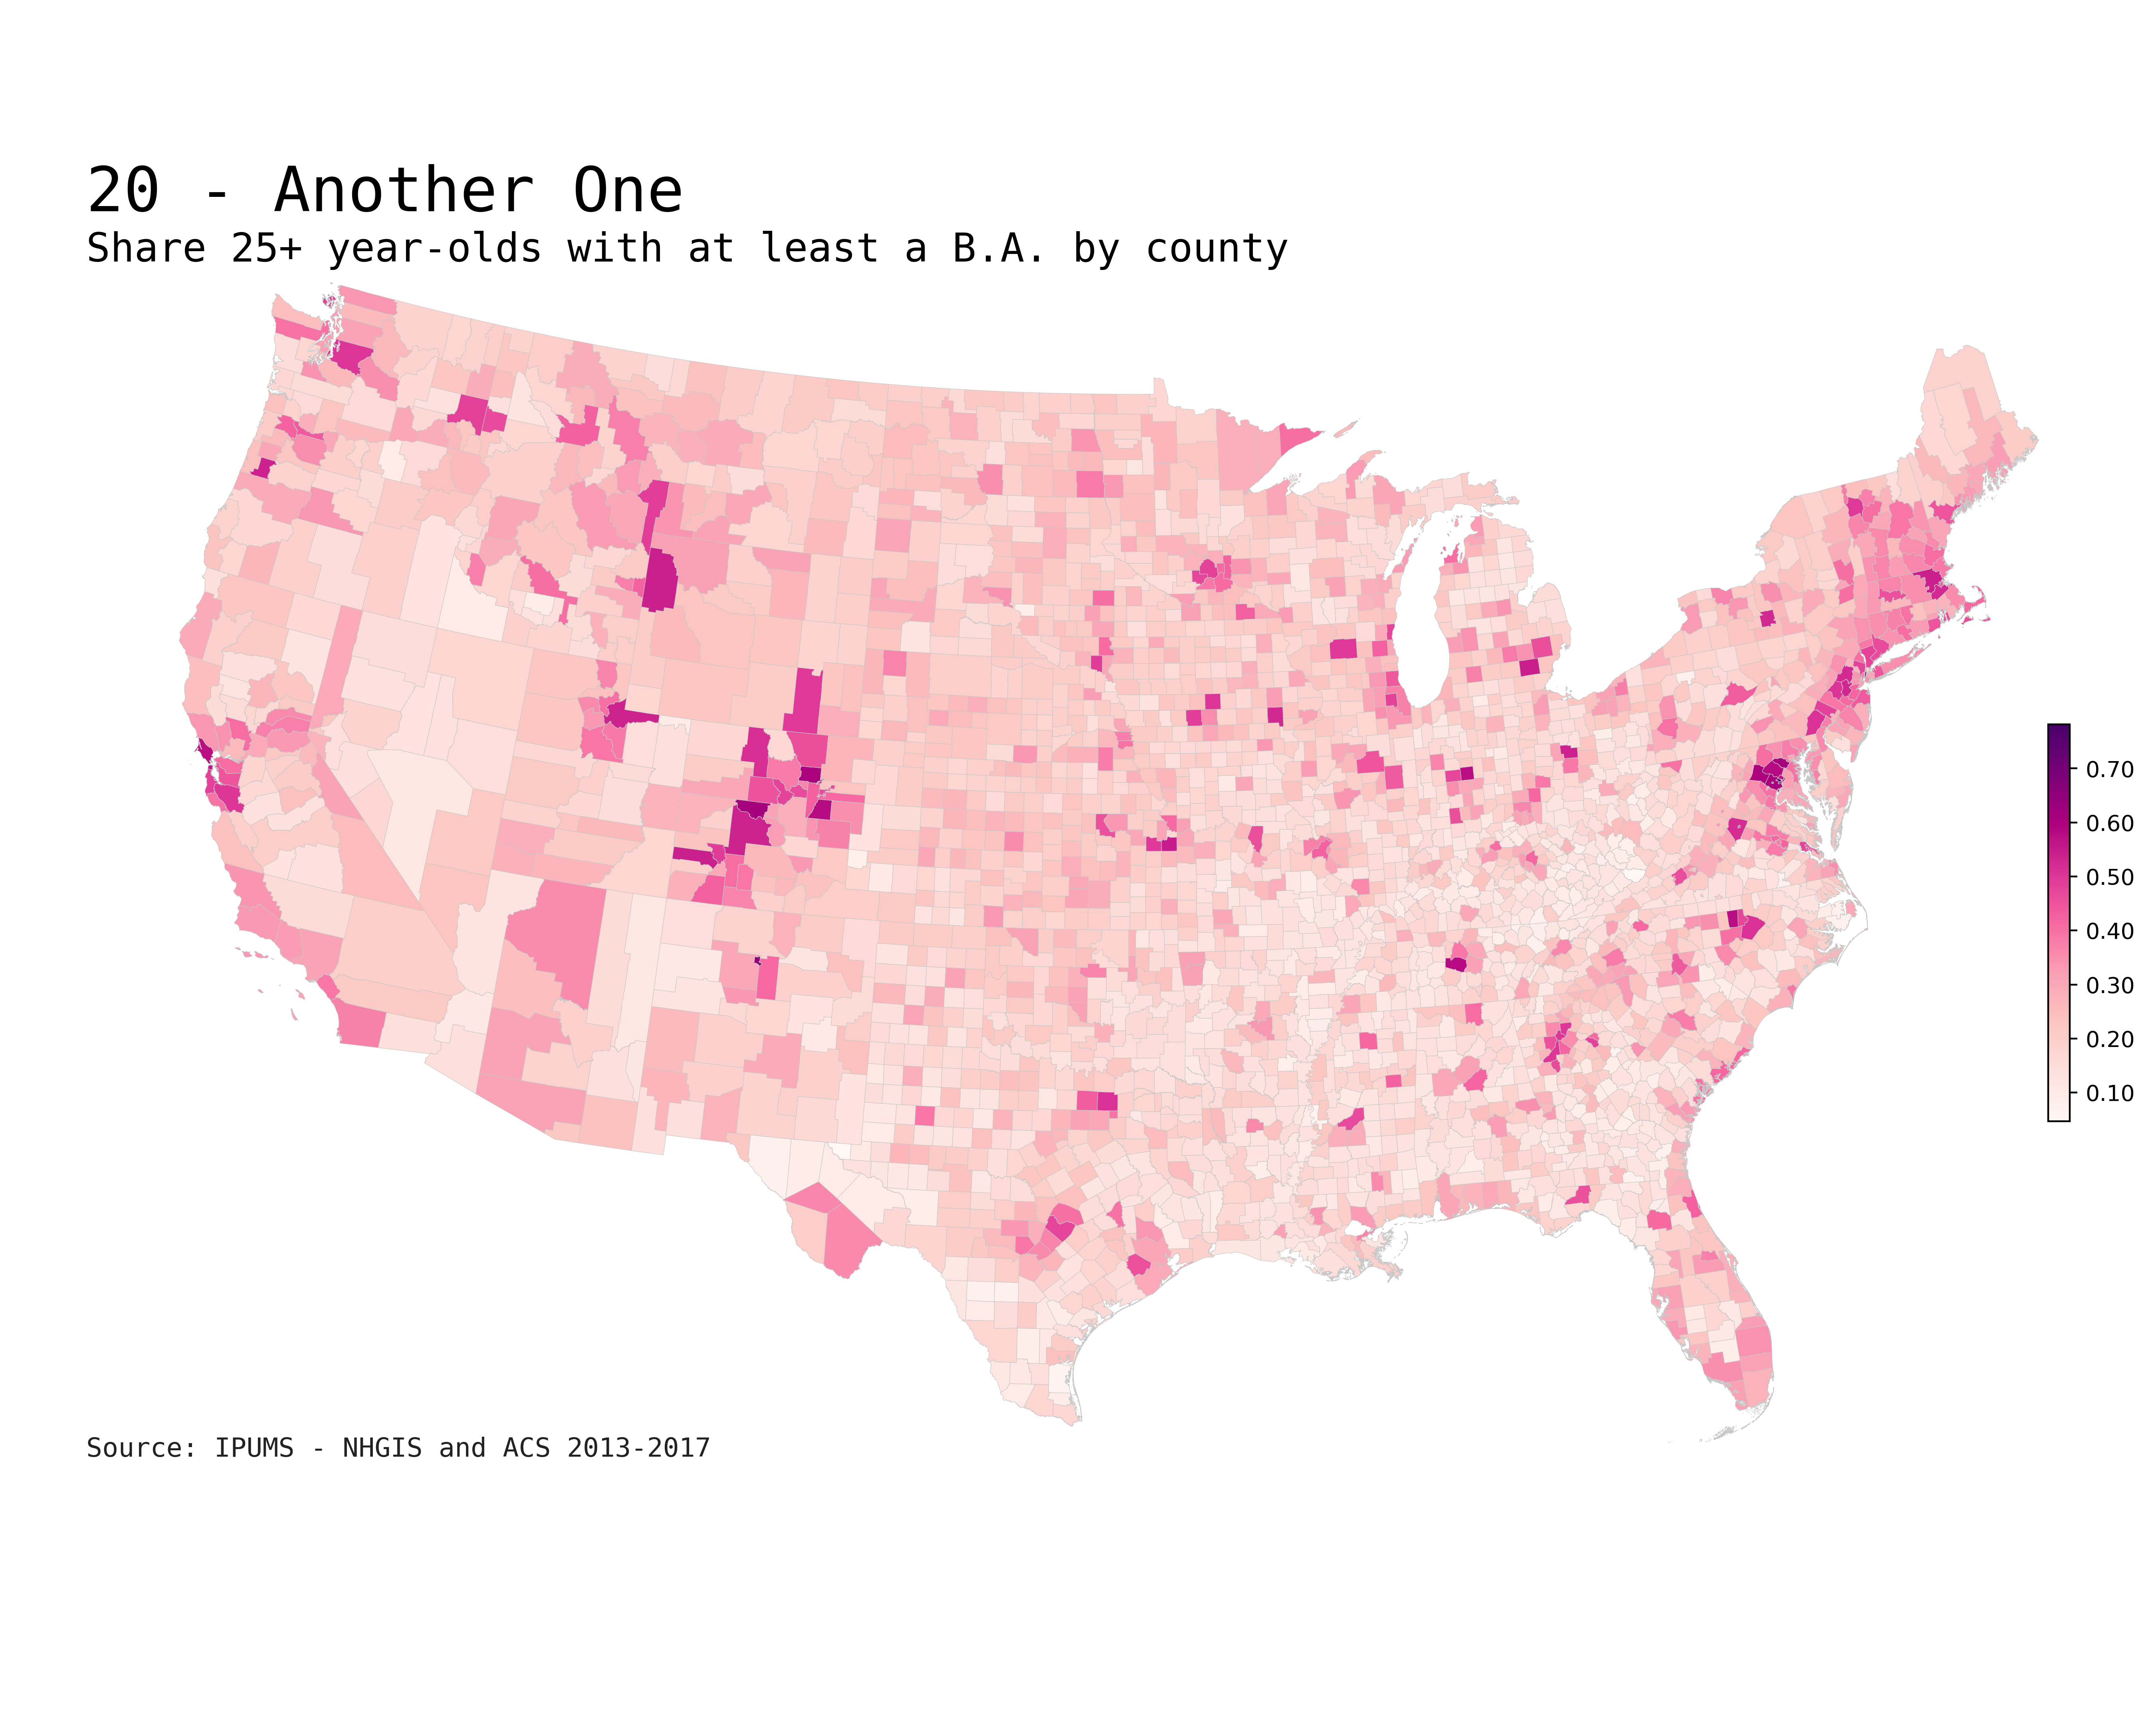 20 - Another One
Share 25+ year-olds with at least a B.A. by county
0.70
0.60
0.50
0.40
0.30
0.20
0.10
Source: IPUMS - NHGIS and ACS 2013-2017